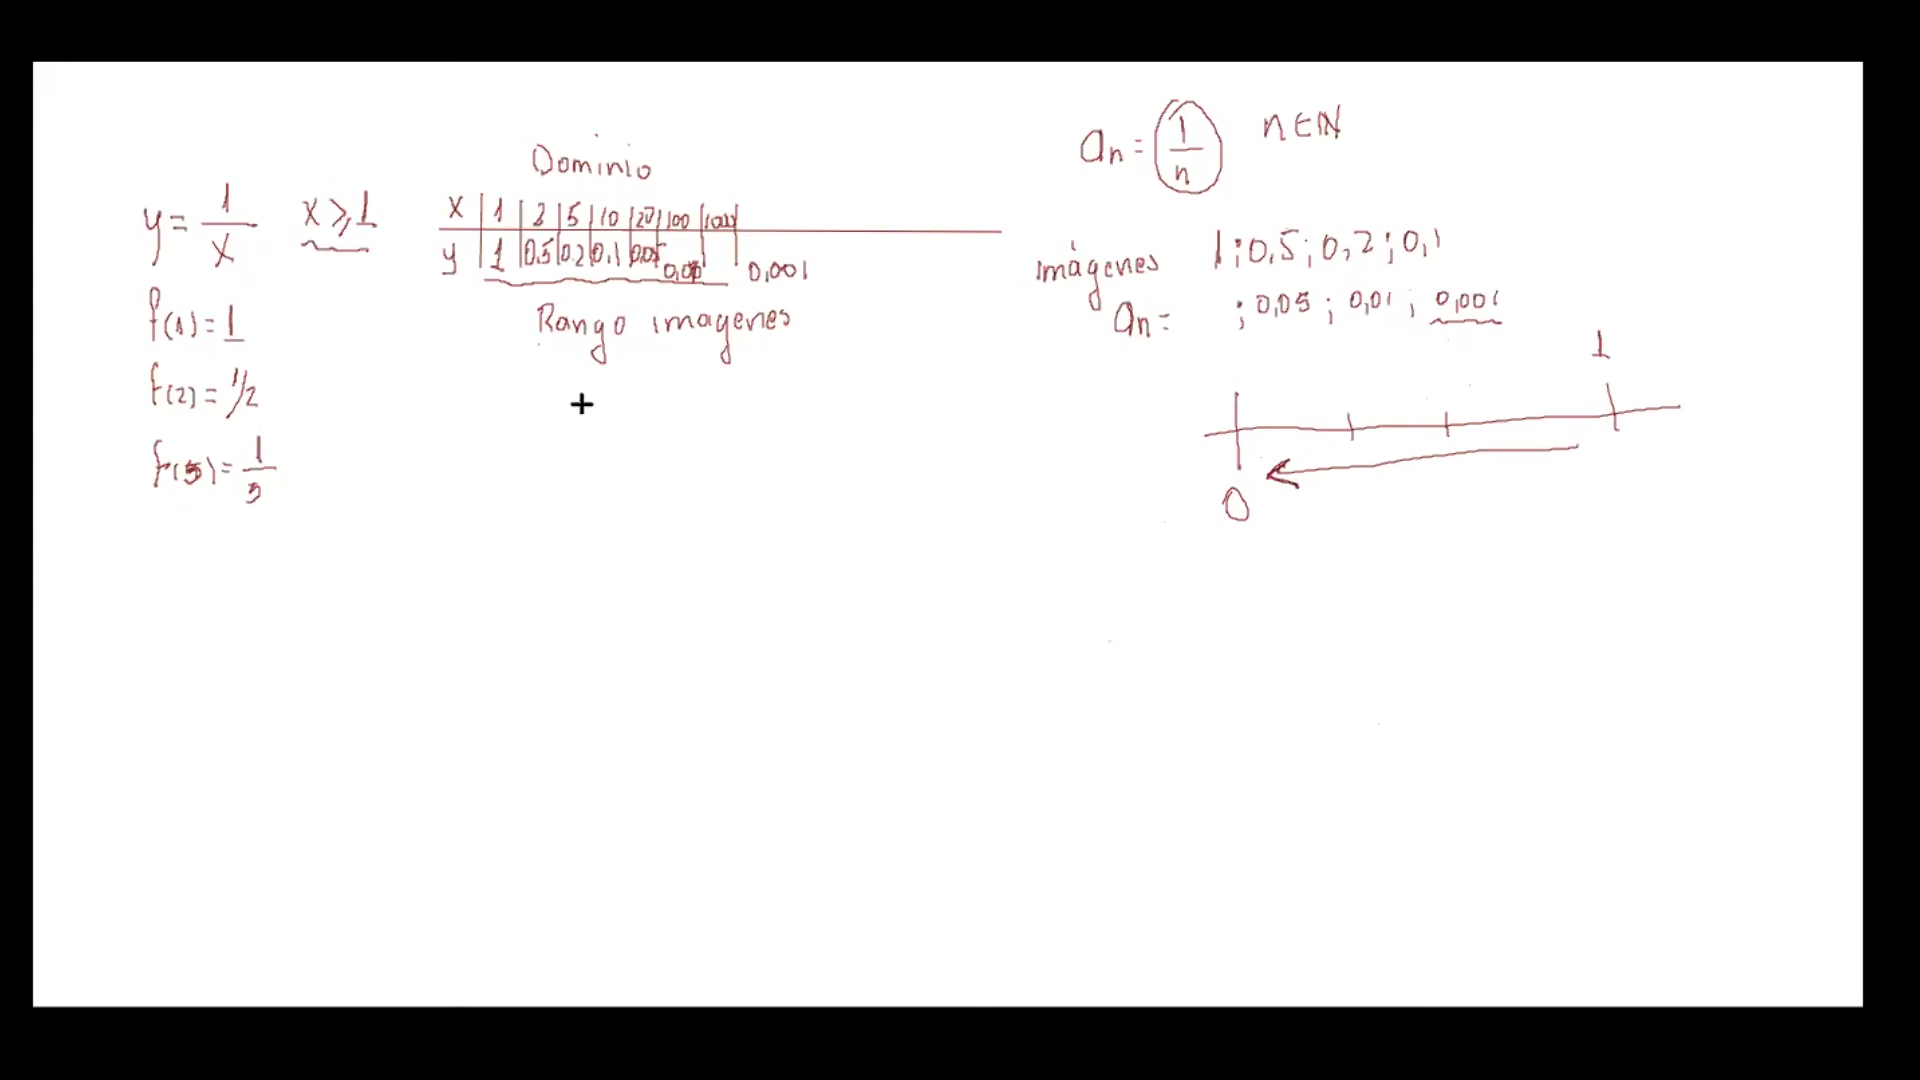 Dominio
y = 1/x x ≥ 1
x | 1 | 2 | 5 | 10 | 20 | 100 | 1000
y | 1 | 0.5 | 0.2 | 0.1 | 0.05 0,01 0,001
Rango imagenes
f(1) = 1
f(2) = 1/2
f(5) = 1/5
an = 1/n n ∈ ℕ
imágenes 1 ; 0,5 ; 0,2 ; 0,1
an = ; 0,05 ; 0,01 ; 0,001
1
0